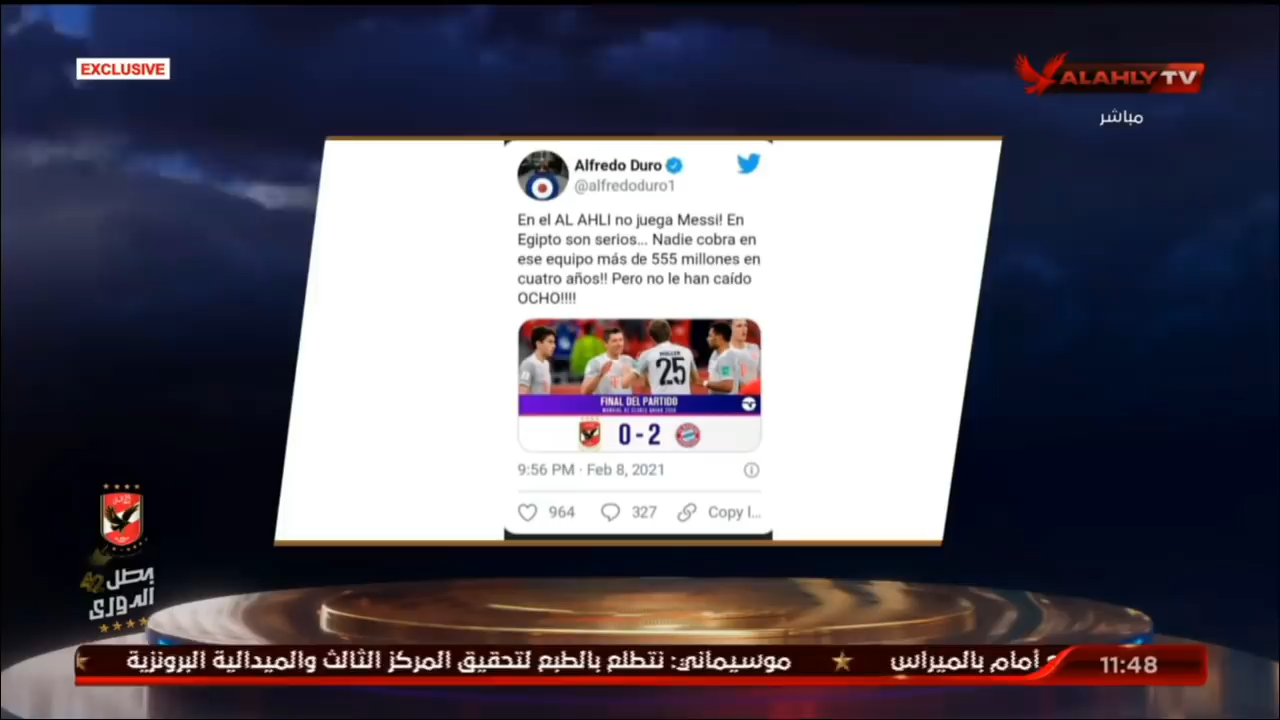 EXCLUSIVE
ALAHLY TV
مباشر
Alfredo Duro
@alfredoduro1
En el AL AHLI no juega Messi! En
Egipto son serios... Nadie cobra en
ese equipo más de 555 millones en
cuatro años!! Pero no le han caído
OCHO!!!!
25
FINAL DEL PARTIDO
0-2
9:56 PM · Feb 8, 2021
964 327 Copy l...
بطل
الدوري 42
أمام بالميراس ★ موسيماني: نتطلع بالطبع لتحقيق المركز الثالث والميدالية البرونزية
11:48